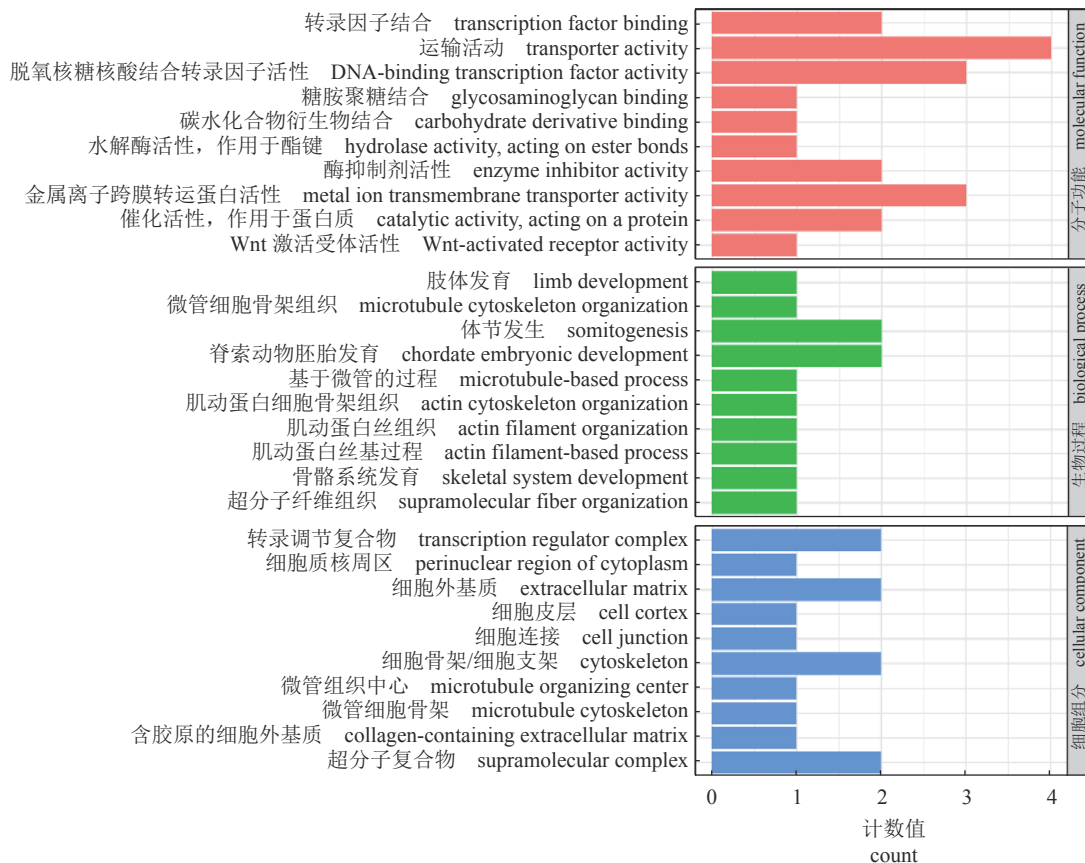 转录因子结合 transcription factor binding
运输活动 transporter activity
脱氧核糖核酸结合转录因子活性 DNA-binding transcription factor activity
糖胺聚糖结合 glycosaminoglycan binding
碳水化合物衍生物结合 carbohydrate derivative binding
水解酶活性，作用于酯键 hydrolase activity, acting on ester bonds
酶抑制剂活性 enzyme inhibitor activity
金属离子跨膜转运蛋白活性 metal ion transmembrane transporter activity
催化活性，作用于蛋白质 catalytic activity, acting on a protein
Wnt 激活受体活性 Wnt-activated receptor activity
分子功能 molecular function
肢体发育 limb development
微管细胞骨架组织 microtubule cytoskeleton organization
体节发生 somitogenesis
脊索动物胚胎发育 chordate embryonic development
基于微管的过程 microtubule-based process
肌动蛋白细胞骨架组织 actin cytoskeleton organization
肌动蛋白丝组织 actin filament organization
肌动蛋白丝基过程 actin filament-based process
骨骼系统发育 skeletal system development
超分子纤维组织 supramolecular fiber organization
生物过程 biological process
转录调节复合物 transcription regulator complex
细胞质核周区 perinuclear region of cytoplasm
细胞外基质 extracellular matrix
细胞皮层 cell cortex
细胞连接 cell junction
细胞骨架/细胞支架 cytoskeleton
微管组织中心 microtubule organizing center
微管细胞骨架 microtubule cytoskeleton
含胶原的细胞外基质 collagen-containing extracellular matrix
超分子复合物 supramolecular complex
细胞组分 cellular component
0 1 2 3 4
计数值
count